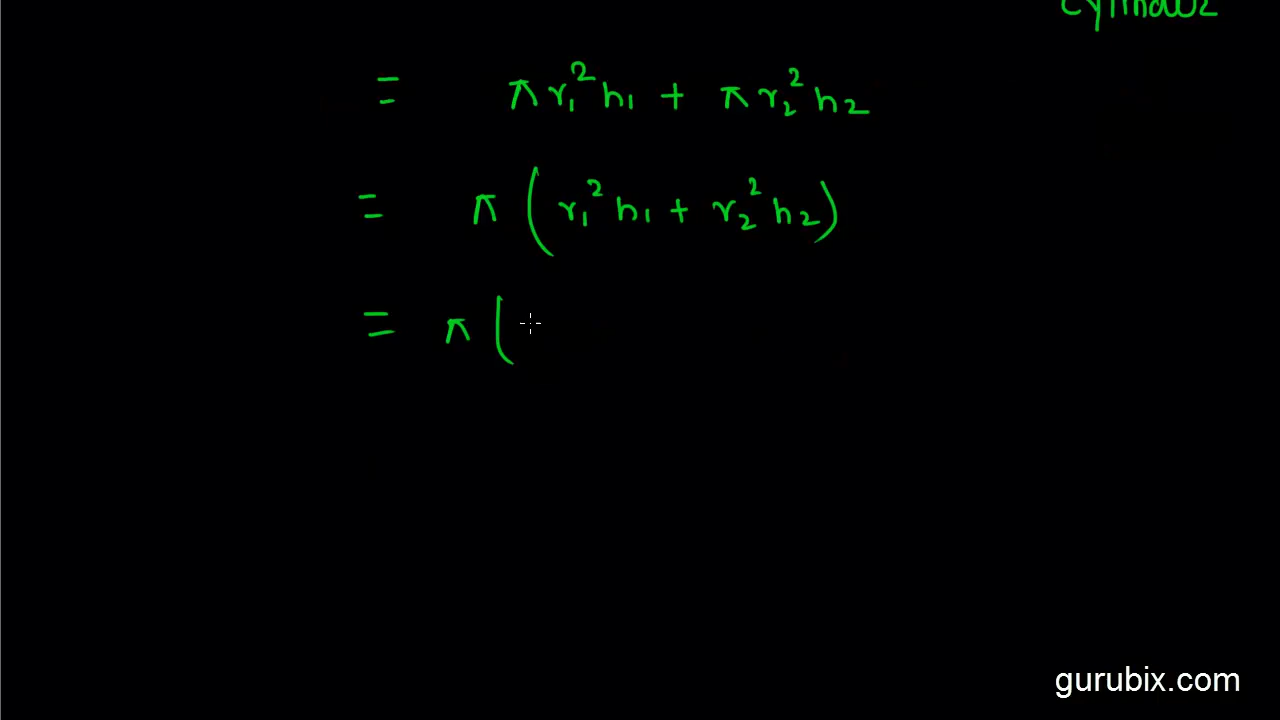 = πr₁²h₁ + πr₂²h₂
= π(r₁²h₁ + r₂²h₂)
= π(
gurubix.com